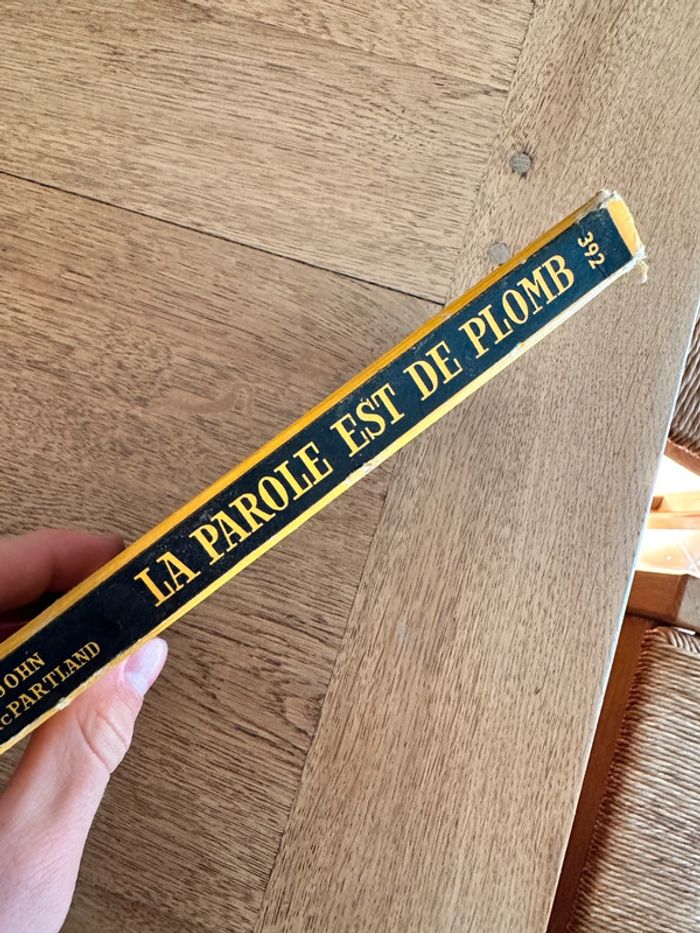 JOHN
McPARTLAND
LA PAROLE EST DE PLOMB
392